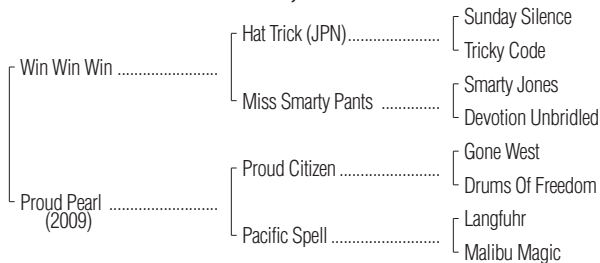 Sunday Silence
Hat Trick (JPN)
Tricky Code
Win Win Win
Smarty Jones
Miss Smarty Pants
Devotion Unbridled
Gone West
Proud Citizen
Drums Of Freedom
Proud Pearl
(2009)
Langfuhr
Pacific Spell
Malibu Magic